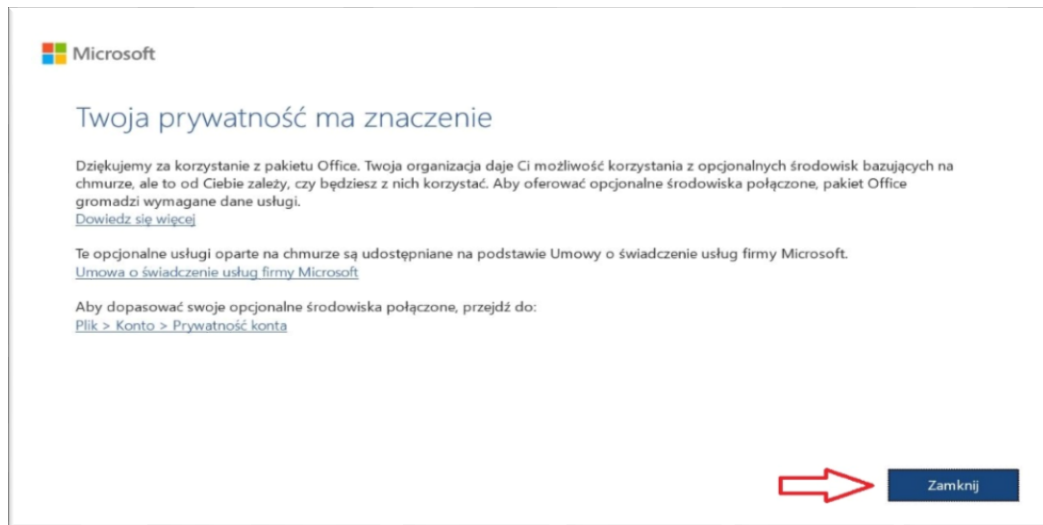 Microsoft
Twoja prywatność ma znaczenie
Dziękujemy za korzystanie z pakietu Office. Twoja organizacja daje Ci możliwość korzystania z opcjonalnych środowisk bazujących na
chmurze, ale to od Ciebie zależy, czy będziesz z nich korzystać. Aby oferować opcjonalne środowiska połączone, pakiet Office
gromadzi wymagane dane usługi.
Dowiedz się więcej
Te opcjonalne usługi oparte na chmurze są udostępniane na podstawie Umowy o świadczenie usług firmy Microsoft.
Umowa o świadczenie usług firmy Microsoft
Aby dopasować swoje opcjonalne środowiska połączone, przejdź do:
Plik > Konto > Prywatność konta
Zamknij